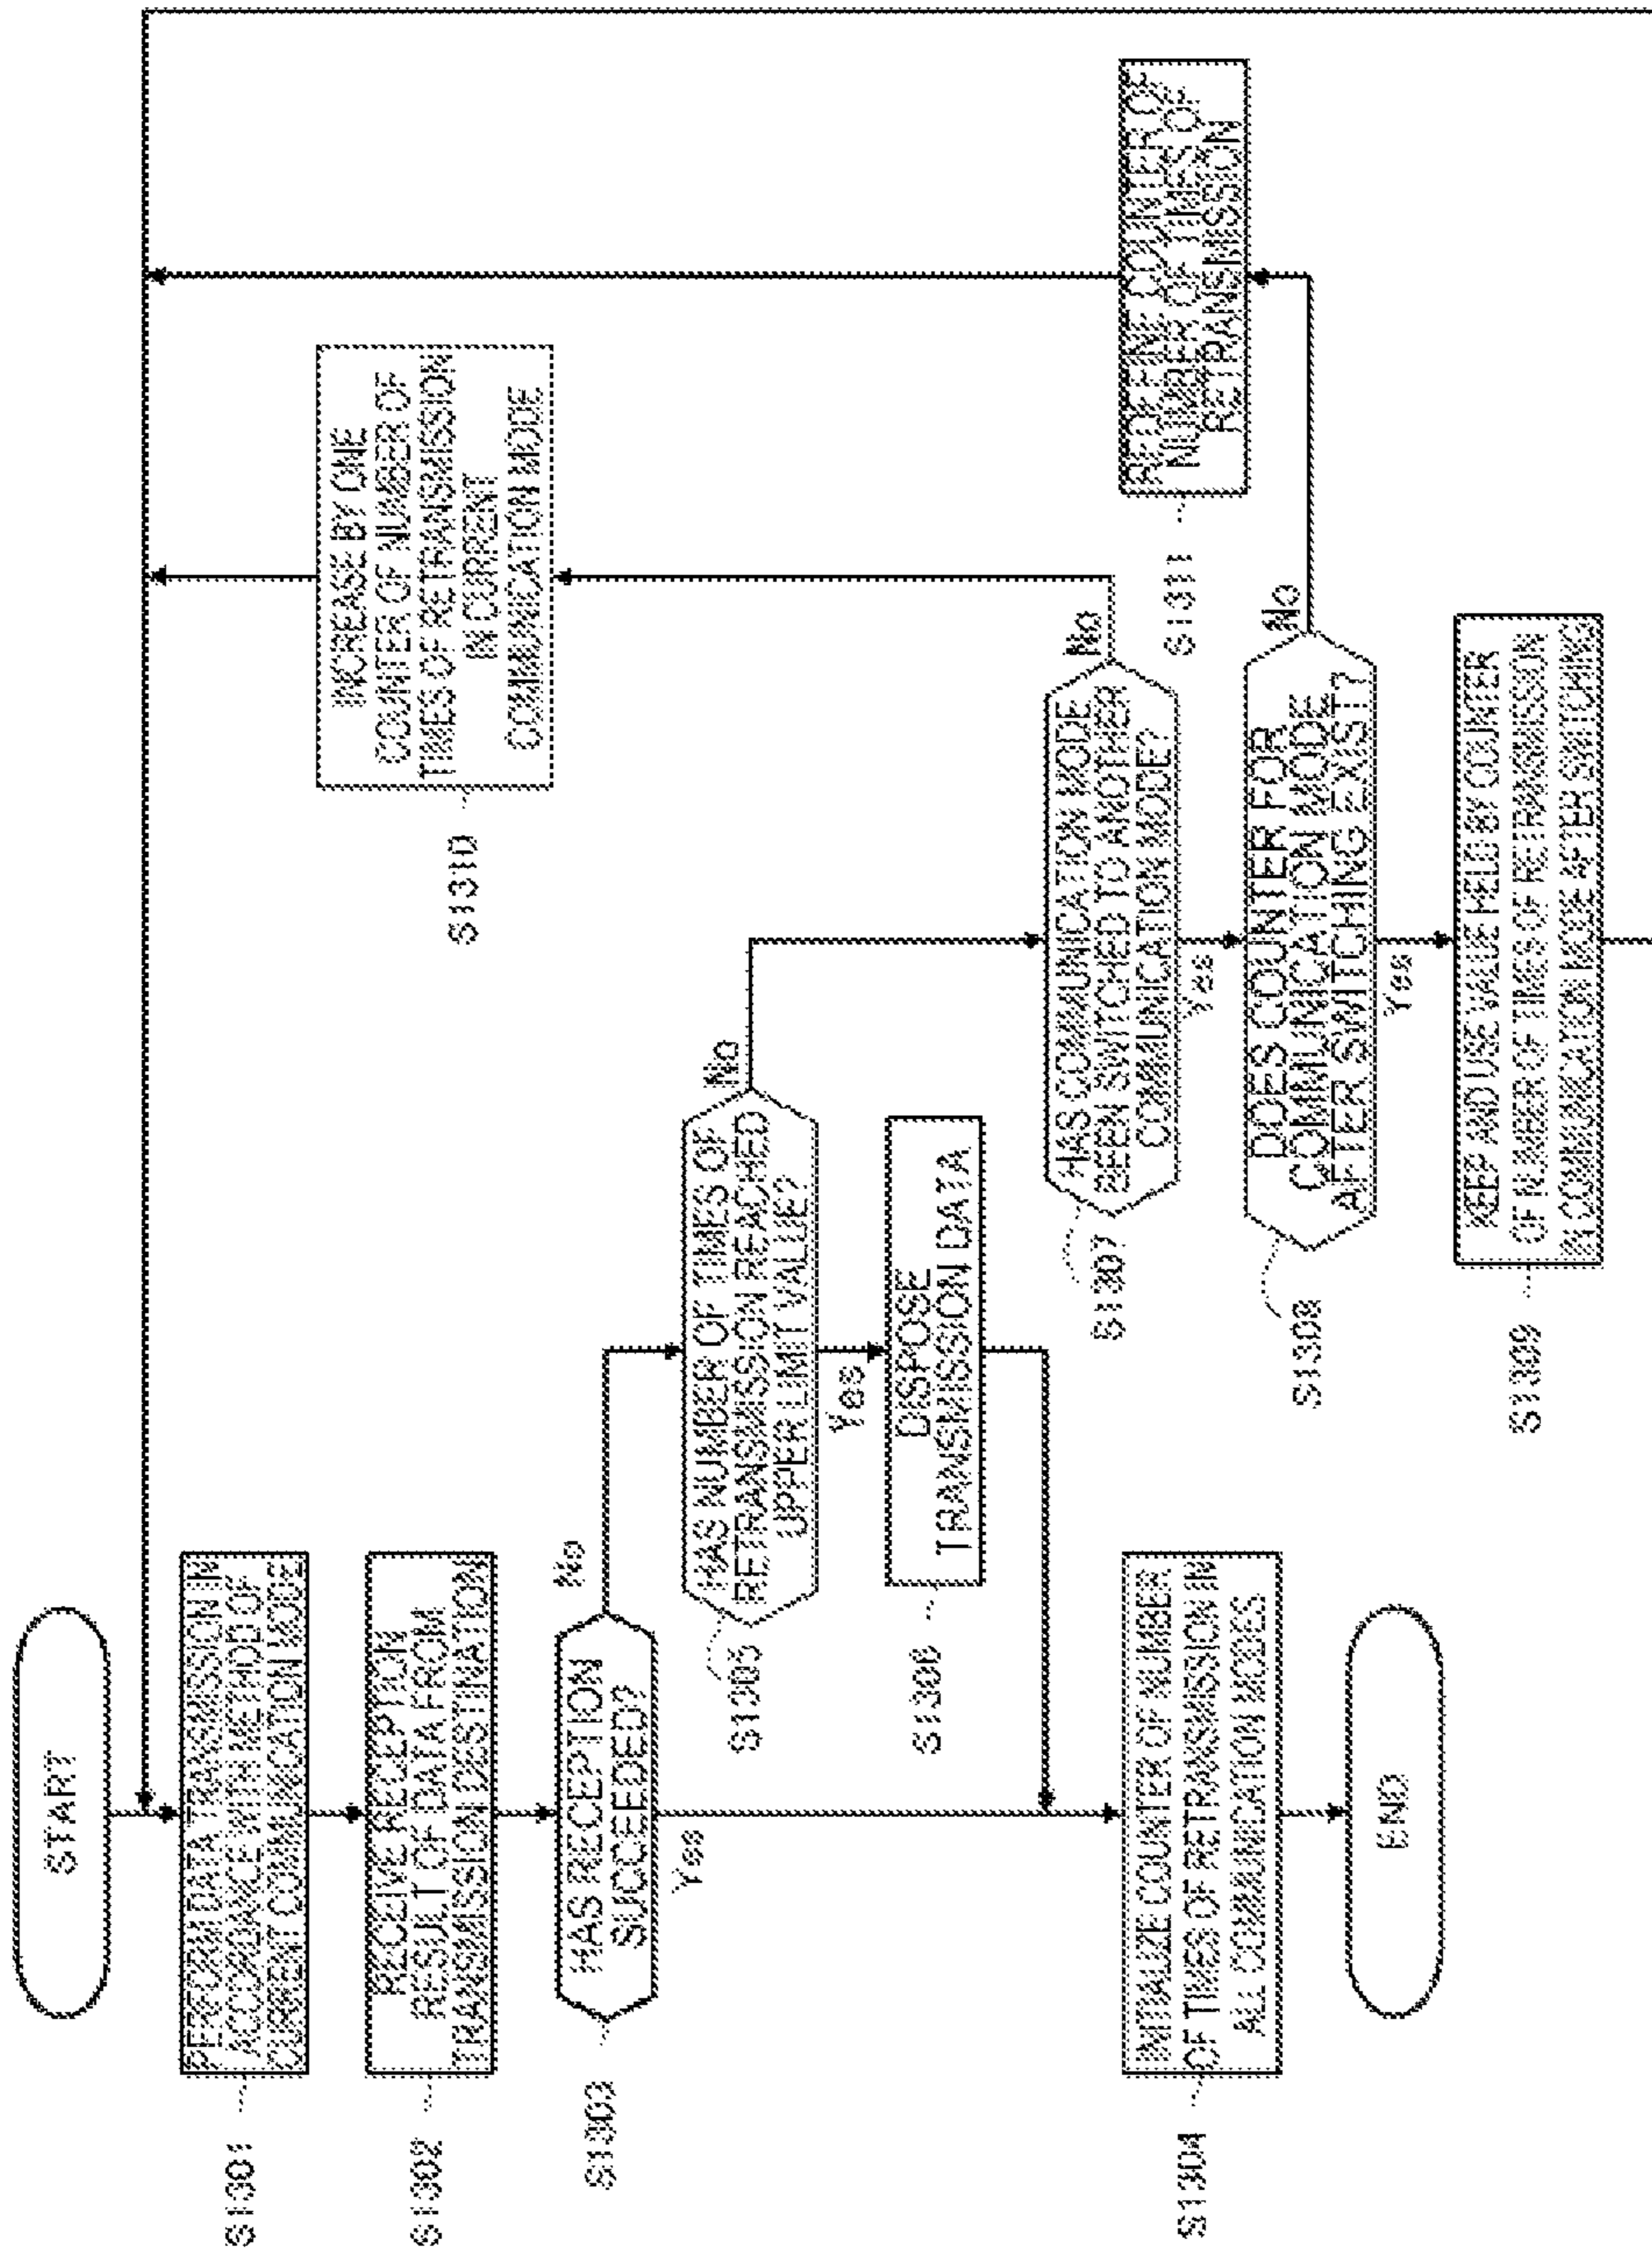 START
S1301
PERFORM DATA TRANSMISSION IN
ACCORDANCE WITH METHOD OF
CURRENT COMMUNICATION MODE
S1302
RECEIVE RECEPTION
RESULT OF DATA FROM
TRANSMISSION DESTINATION
S1303
HAS RECEPTION
SUCCEEDED?
No
Yes
S1305
HAS NUMBER OF TIMES OF
RETRANSMISSION REACHED
UPPER LIMIT VALUE?
No
Yes
S1306
DISPOSE
TRANSMISSION DATA
S1304
INITIALIZE COUNTER OF NUMBER
OF TIMES OF RETRANSMISSION IN
ALL COMMUNICATION MODES
END
S1307
HAS COMMUNICATION MODE
BEEN SWITCHED TO ANOTHER
COMMUNICATION MODE?
No
Yes
S1310
INCREASE BY ONE
COUNTER OF NUMBER OF
TIMES OF RETRANSMISSION
IN CURRENT
COMMUNICATION MODE
S1308
DOES COUNTER FOR
COMMUNICATION MODE
AFTER SWITCHING EXIST?
No
Yes
S1311
REDEFINE COUNTER OF
NUMBER OF TIMES OF
RETRANSMISSION
S1309
KEEP AND USE VALUE HELD BY COUNTER
OF NUMBER OF TIMES OF RETRANSMISSION
IN COMMUNICATION MODE AFTER SWITCHING